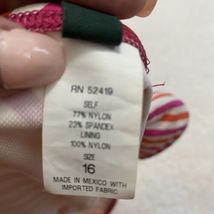 RN 52419
SELF
77% NYLON
23% SPANDEX
LINING
100% NYLON
SIZE
16
MADE IN MEXICO WITH
IMPORTED FABRIC